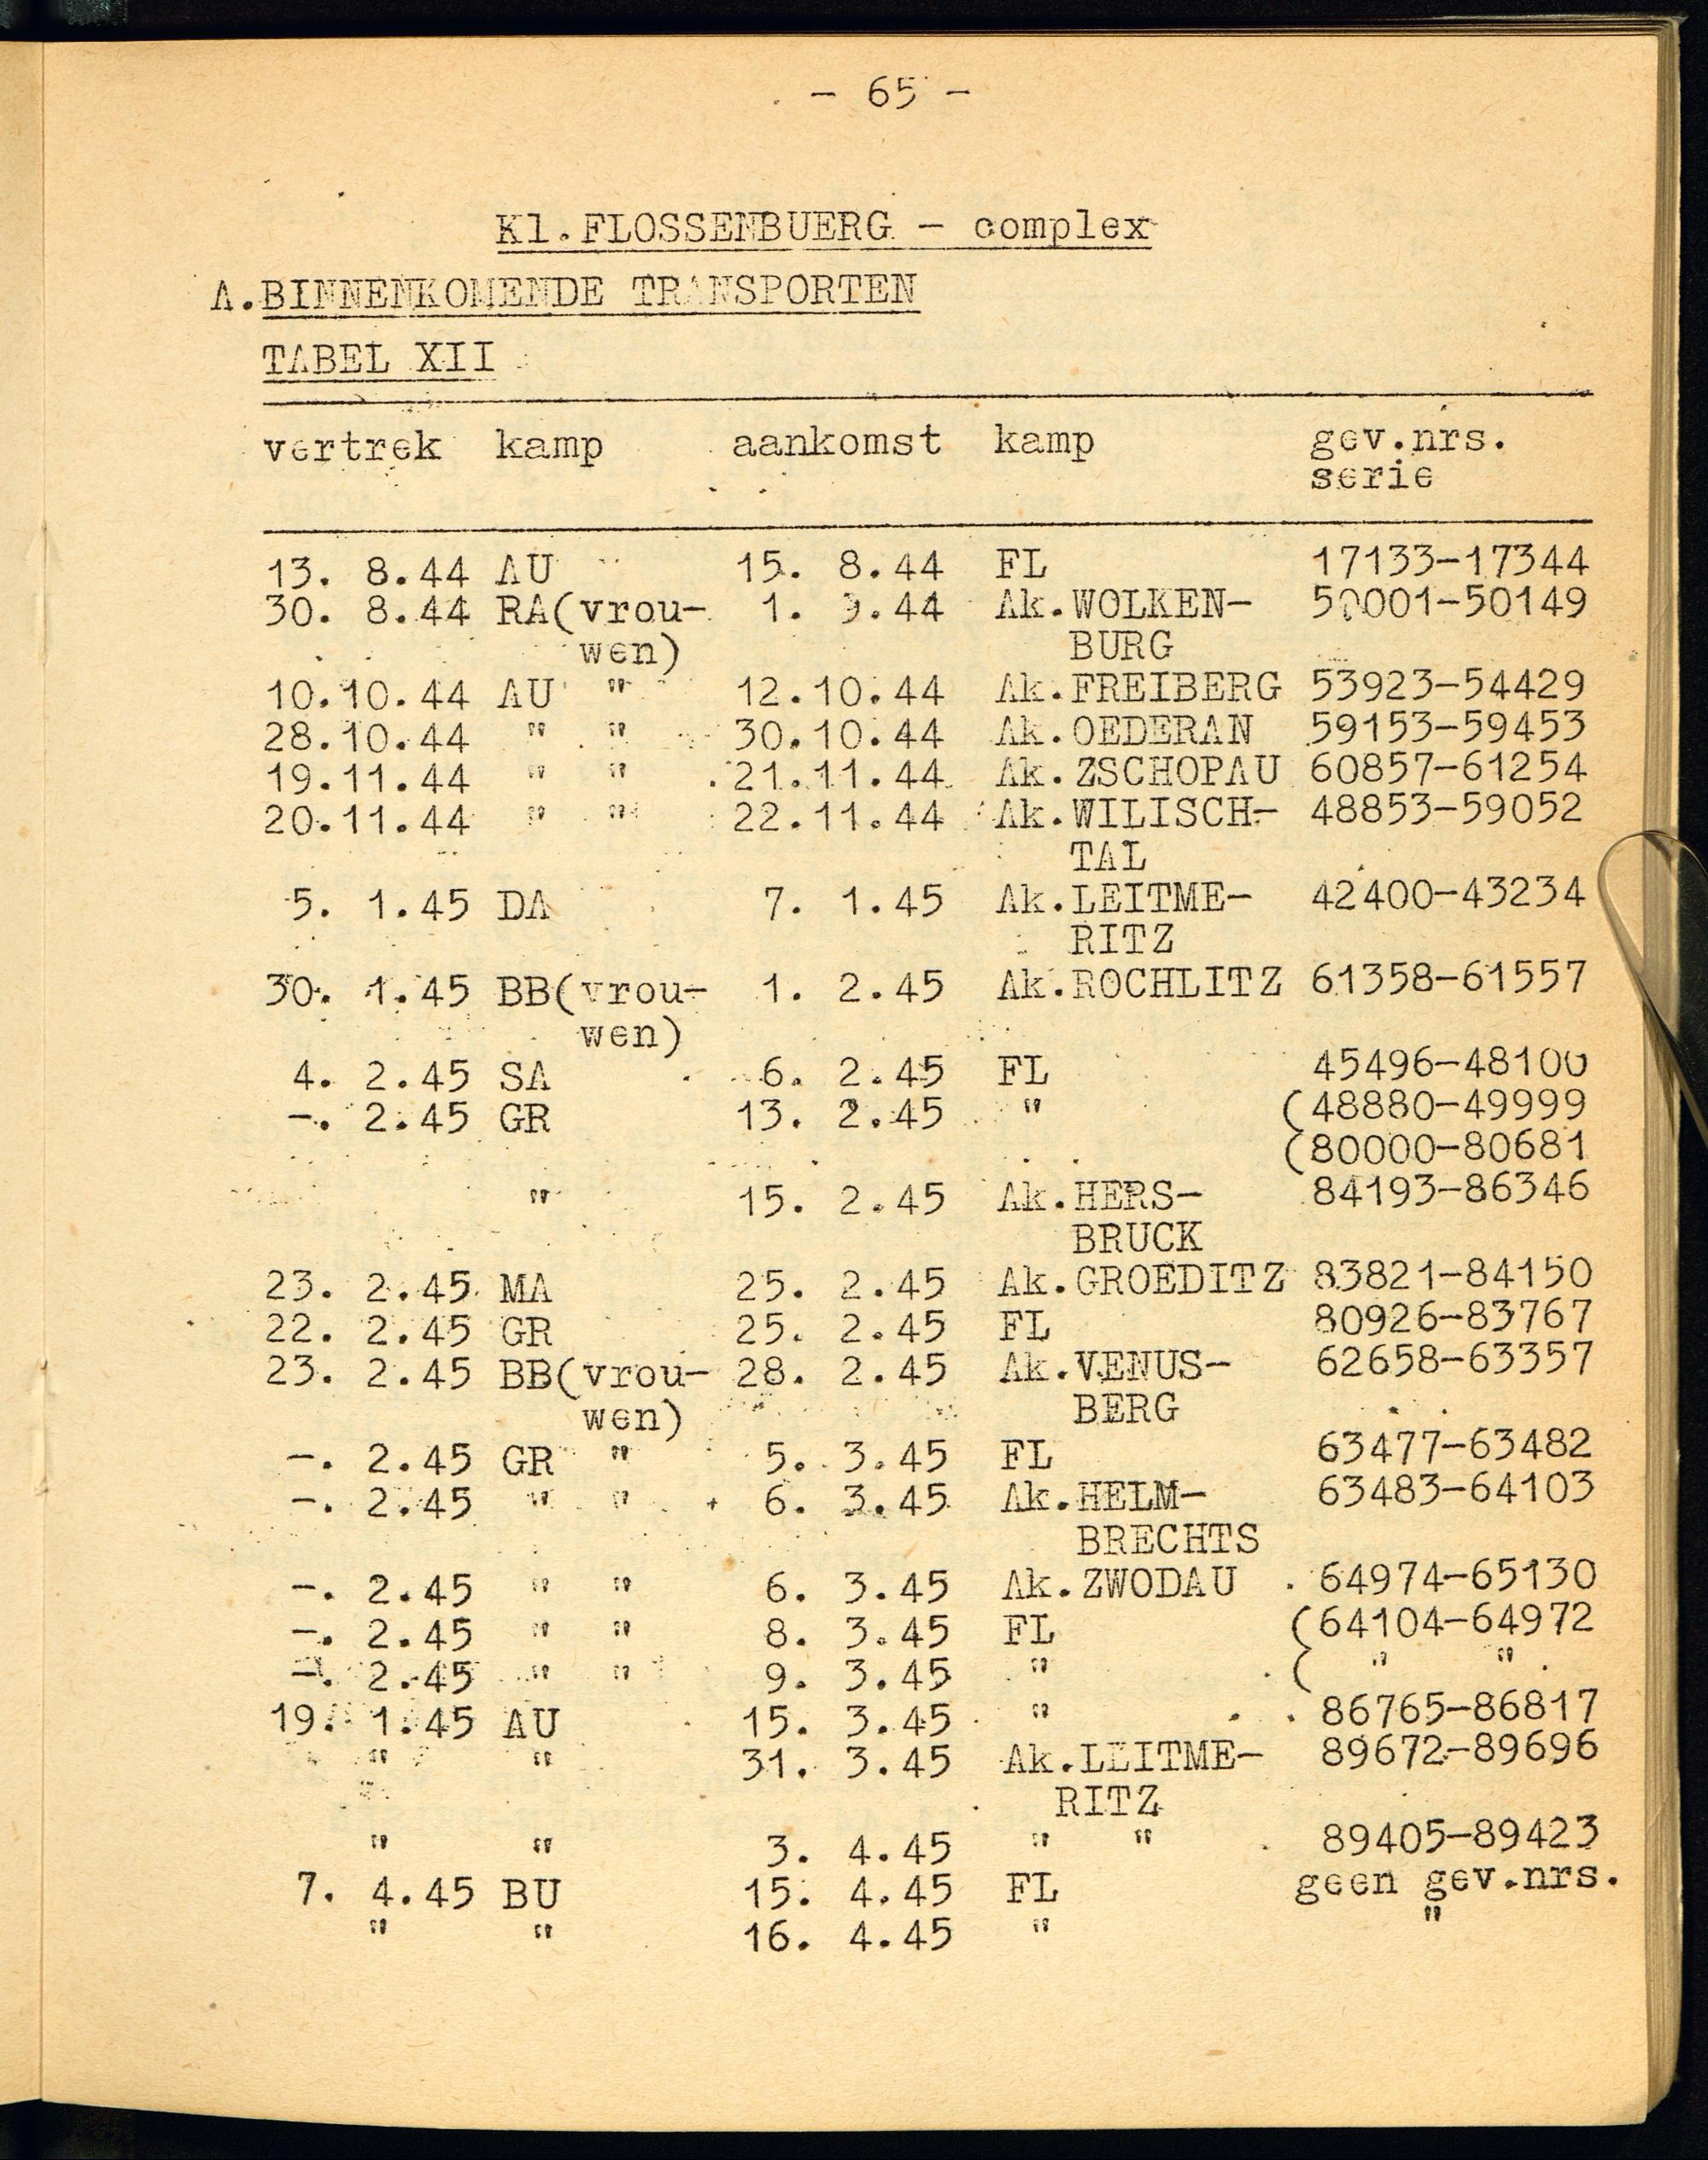 - 65 -
Kl.FLOSSENBUERG - complex
A.BINNENKOMENDE TRANSPORTEN
TABEL XII
vertrek kamp aankomst kamp gev.nrs.
serie
13. 8.44 AU 15. 8.44 FL 17133-17344
30. 8.44 RA(vrou- 1. 9.44 Ak.WOLKEN- 50001-50149
wen) BURG
10.10.44 AU " 12.10.44 Ak.FREIBERG 53923-54429
28.10.44 " " 30.10.44 Ak.OEDERAN 59153-59453
19.11.44 " " 21.11.44 Ak.ZSCHOPAU 60857-61254
20.11.44 " " 22.11.44 Ak.WILISCH- 48853-59052
TAL
5. 1.45 DA 7. 1.45 Ak.LEITME- 42400-43234
RITZ
30. 1.45 BB(vrou- 1. 2.45 Ak.ROCHLITZ 61358-61557
wen)
4. 2.45 SA 6. 2.45 FL 45496-48100
-. 2.45 GR 13. 2.45 " (48880-49999
(80000-80681
" 15. 2.45 Ak.HERS- 84193-86346
BRUCK
23. 2.45 MA 25. 2.45 Ak.GROEDITZ 83821-84150
22. 2.45 GR 25. 2.45 FL 80926-83767
23. 2.45 BB(vrou- 28. 2.45 Ak.VENUS- 62658-63357
wen) BERG
-. 2.45 GR " 5. 3.45 FL 63477-63482
-. 2.45 " " 6. 3.45 Ak.HELM- 63483-64103
BRECHTS
-. 2.45 " " 6. 3.45 Ak.ZWODAU 64974-65130
-. 2.45 " " 8. 3.45 FL (64104-64972
-. 2.45 " " 9. 3.45 " ( " "
19. 1.45 AU 15. 3.45 " 86765-86817
" " 31. 3.45 Ak.LEITME- 89672-89696
RITZ
" " 3. 4.45 " " 89405-89423
7. 4.45 BU 15. 4.45 FL geen gev.nrs.
" " 16. 4.45 " "